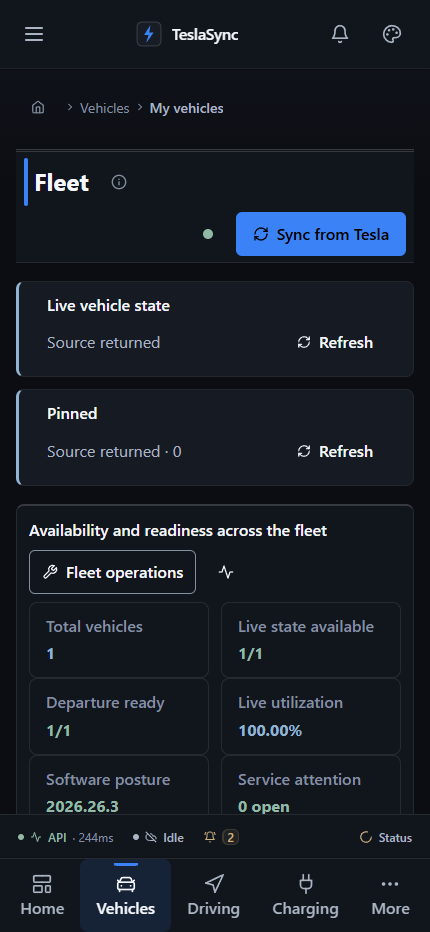 TeslaSync
Vehicles My vehicles
Fleet
Sync from Tesla
Live vehicle state
Source returned Refresh
Pinned
Source returned · 0 Refresh
Availability and readiness across the fleet
Fleet operations
Total vehicles Live state available
1 1/1
Departure ready Live utilization
1/1 100.00%
Software posture Service attention
2026.26.3 0 open
API · 244ms Idle 2 Status
Home Vehicles Driving Charging More